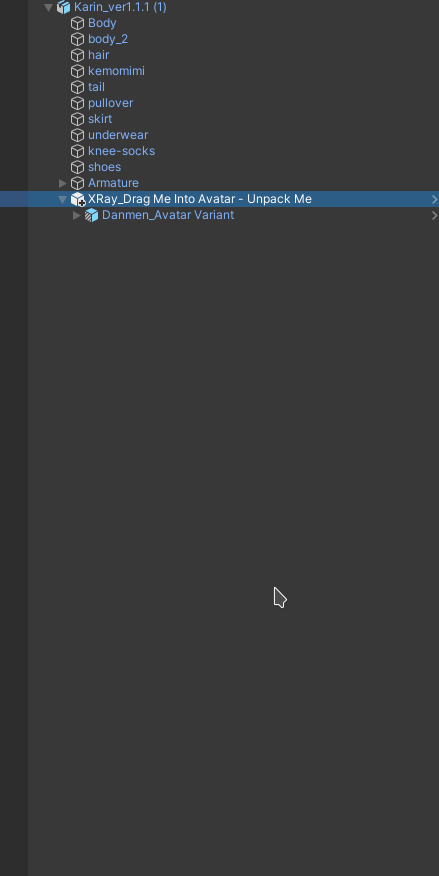 Karin_ver1.1.1 (1)
Body
body_2
hair
kemomimi
tail
pullover
skirt
underwear
knee-socks
shoes
Armature
XRay_Drag Me Into Avatar - Unpack Me
Danmen_Avatar Variant